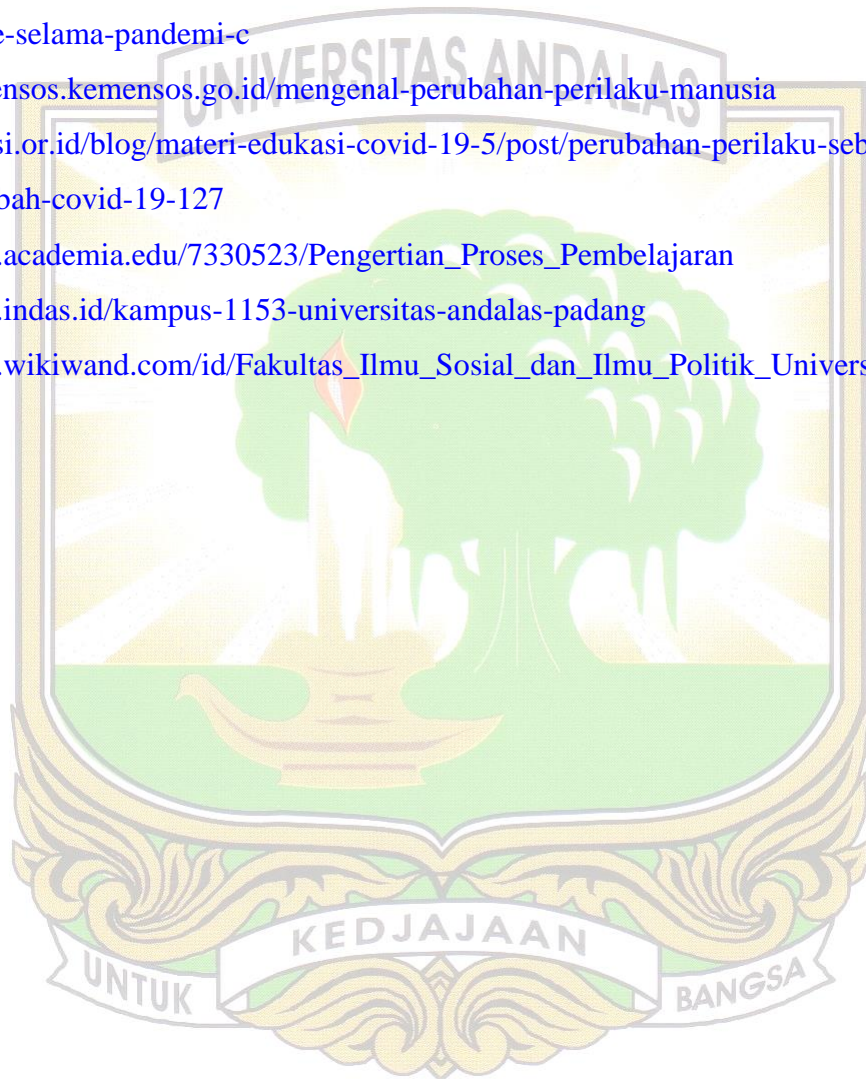 e-selama-pandemi-c
UNIVERSITAS ANDALAS
ensos.kemensos.go.id/mengenal-perubahan-perilaku-manusia
si.or.id/blog/materi-edukasi-covid-19-5/post/perubahan-perilaku-seb
bah-covid-19-127
.academia.edu/7330523/Pengertian_Proses_Pembelajaran
.indas.id/kampus-1153-universitas-andalas-padang
.wikiwand.com/id/Fakultas_Ilmu_Sosial_dan_Ilmu_Politik_Univers
KEDJAJAAN
UNTUK
BANGSA